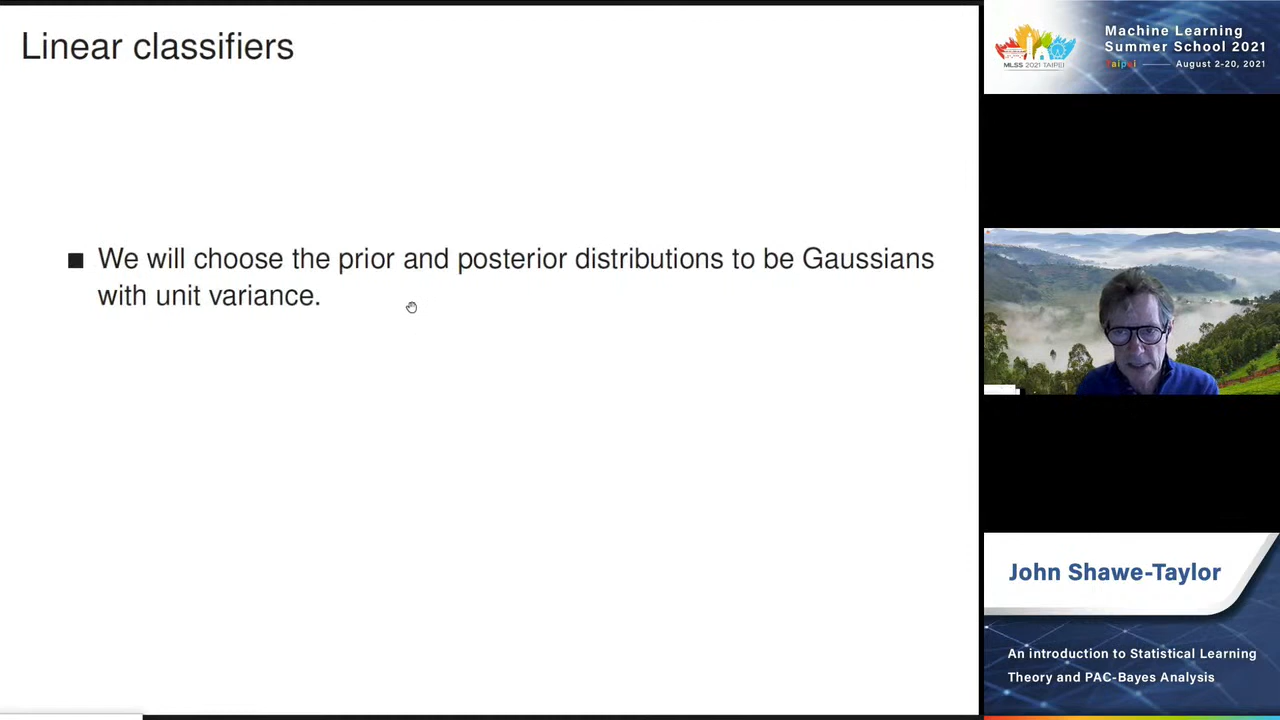 Linear classifiers
■ We will choose the prior and posterior distributions to be Gaussians
with unit variance.
MLSS 2021 TAIPEI
Machine Learning
Summer School 2021
Taipei August 2-20, 2021
John Shawe-Taylor
An introduction to Statistical Learning
Theory and PAC-Bayes Analysis